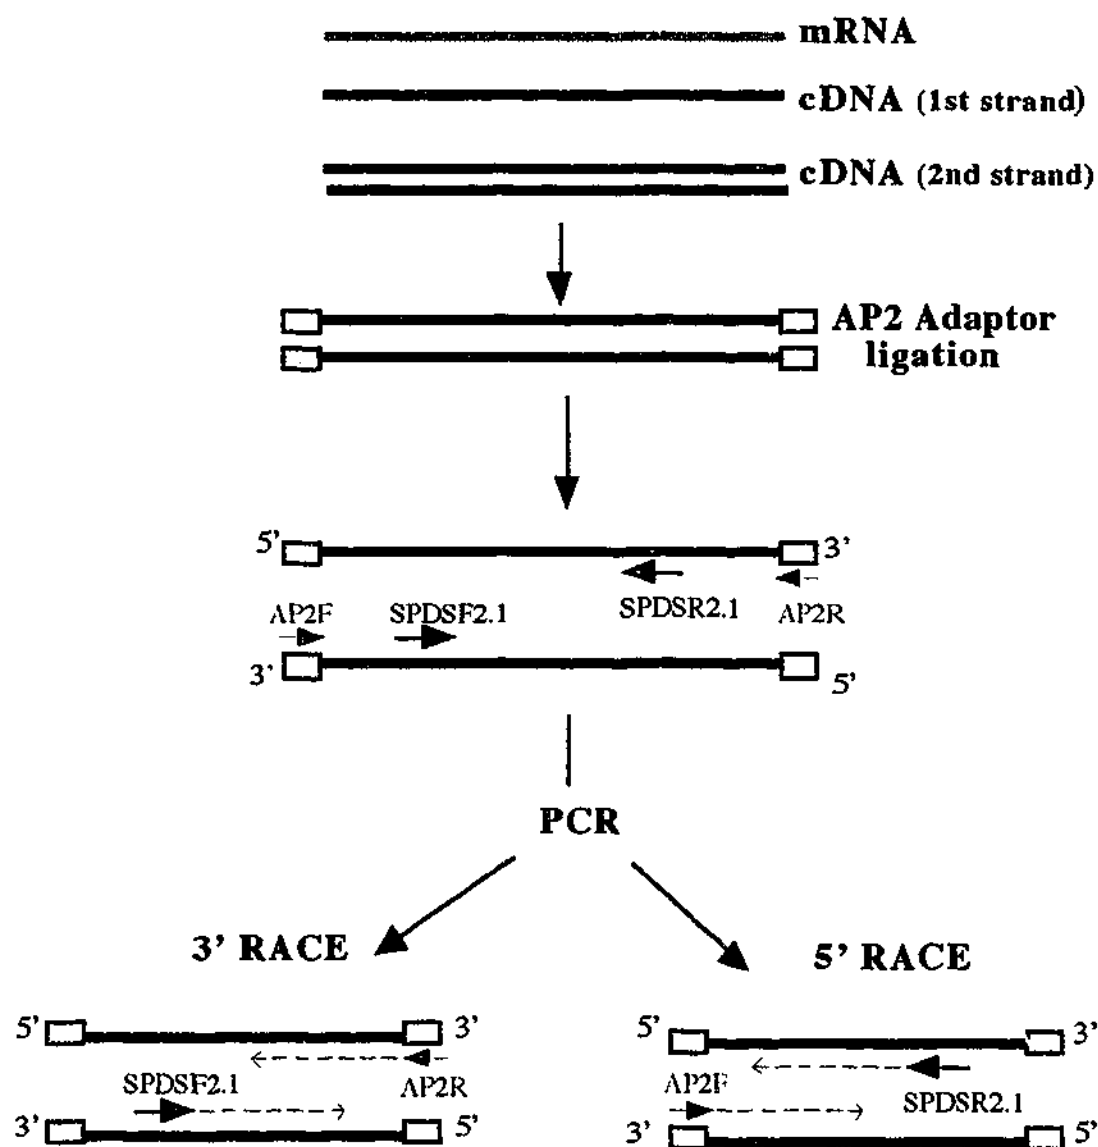 mRNA
cDNA (1st strand)
cDNA (2nd strand)
AP2 Adaptor
ligation
5’ 3’
SPDSR2.1 AP2R
AP2F SPDSF2.1
3’ 5’
PCR
3’ RACE 5’ RACE
5’ 3’
AP2R
SPDSF2.1
3’ 5’
5’ 3’
AP2F SPDSR2.1
3’ 5’